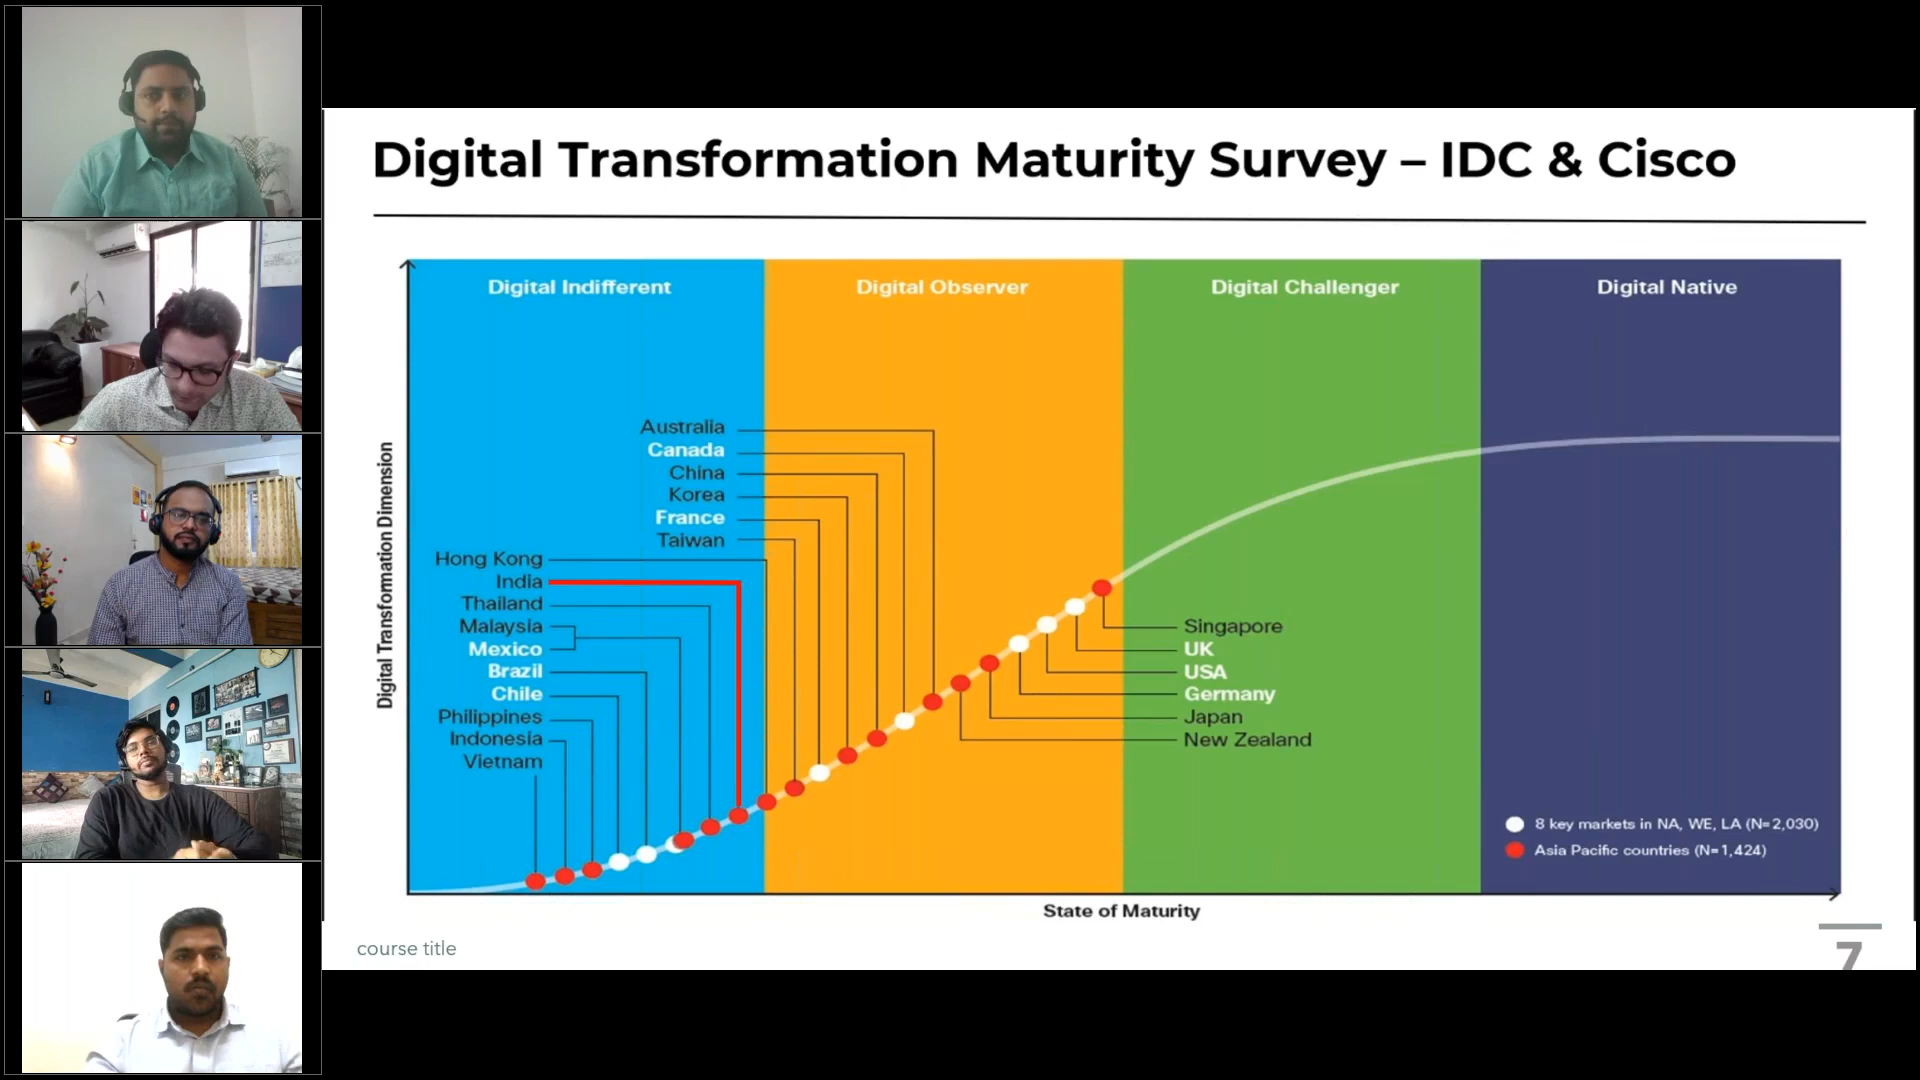 Digital Transformation Maturity Survey – IDC & Cisco
Digital Indifferent
Digital Observer
Digital Challenger
Digital Native
Digital Transformation Dimension
Australia
Canada
China
Korea
France
Taiwan
Hong Kong
India
Thailand
Malaysia
Mexico
Brazil
Chile
Philippines
Indonesia
Vietnam
Singapore
UK
USA
Germany
Japan
New Zealand
8 key markets in NA, WE, LA (N=2,030)
Asia Pacific countries (N=1,424)
State of Maturity
course title
7